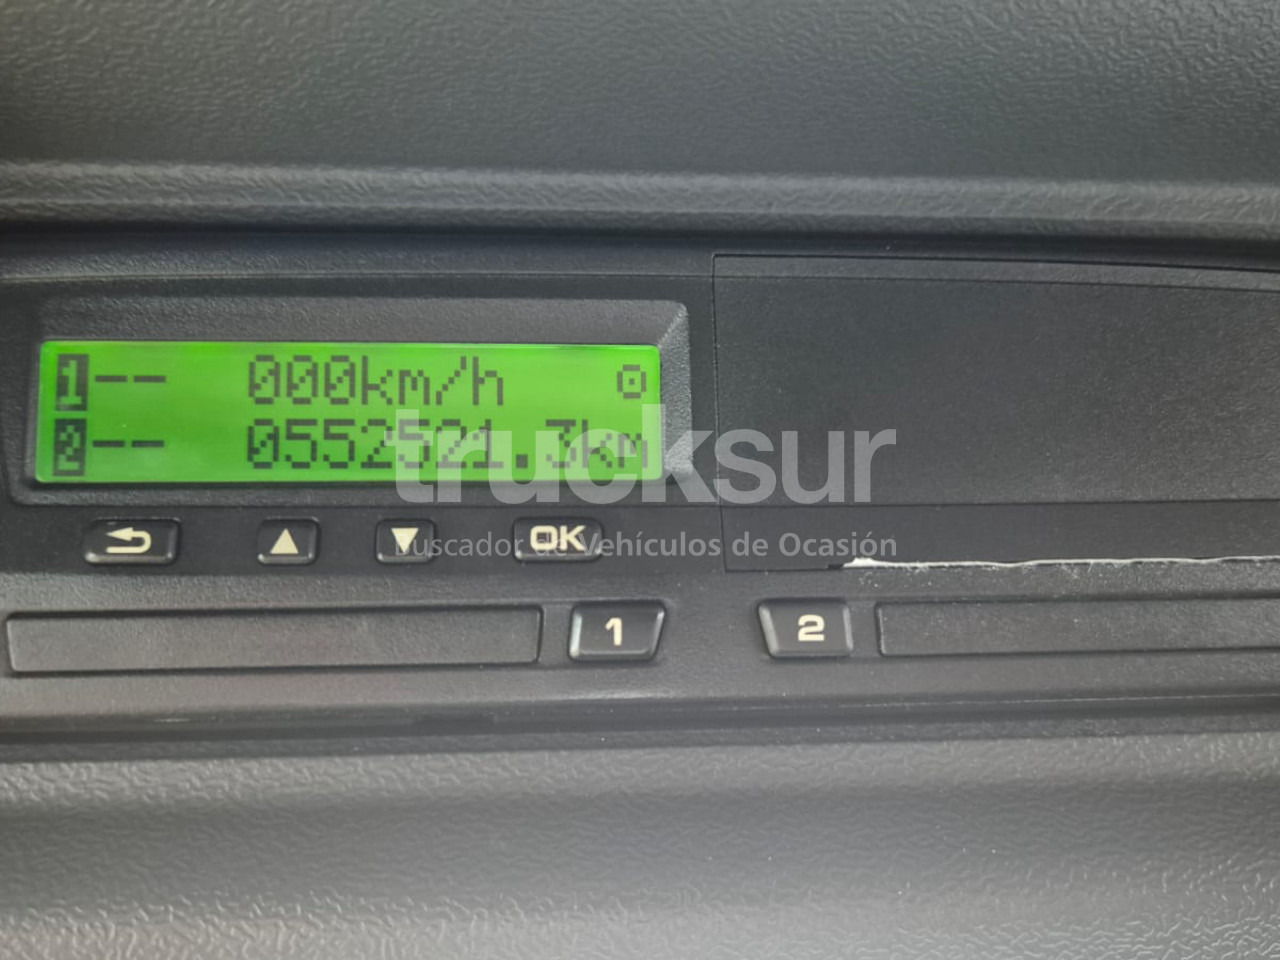 1-- 000km/h ⊙
2-- 0552521.3km
trucksur
Buscador de Vehículos de Ocasión
OK
1 2